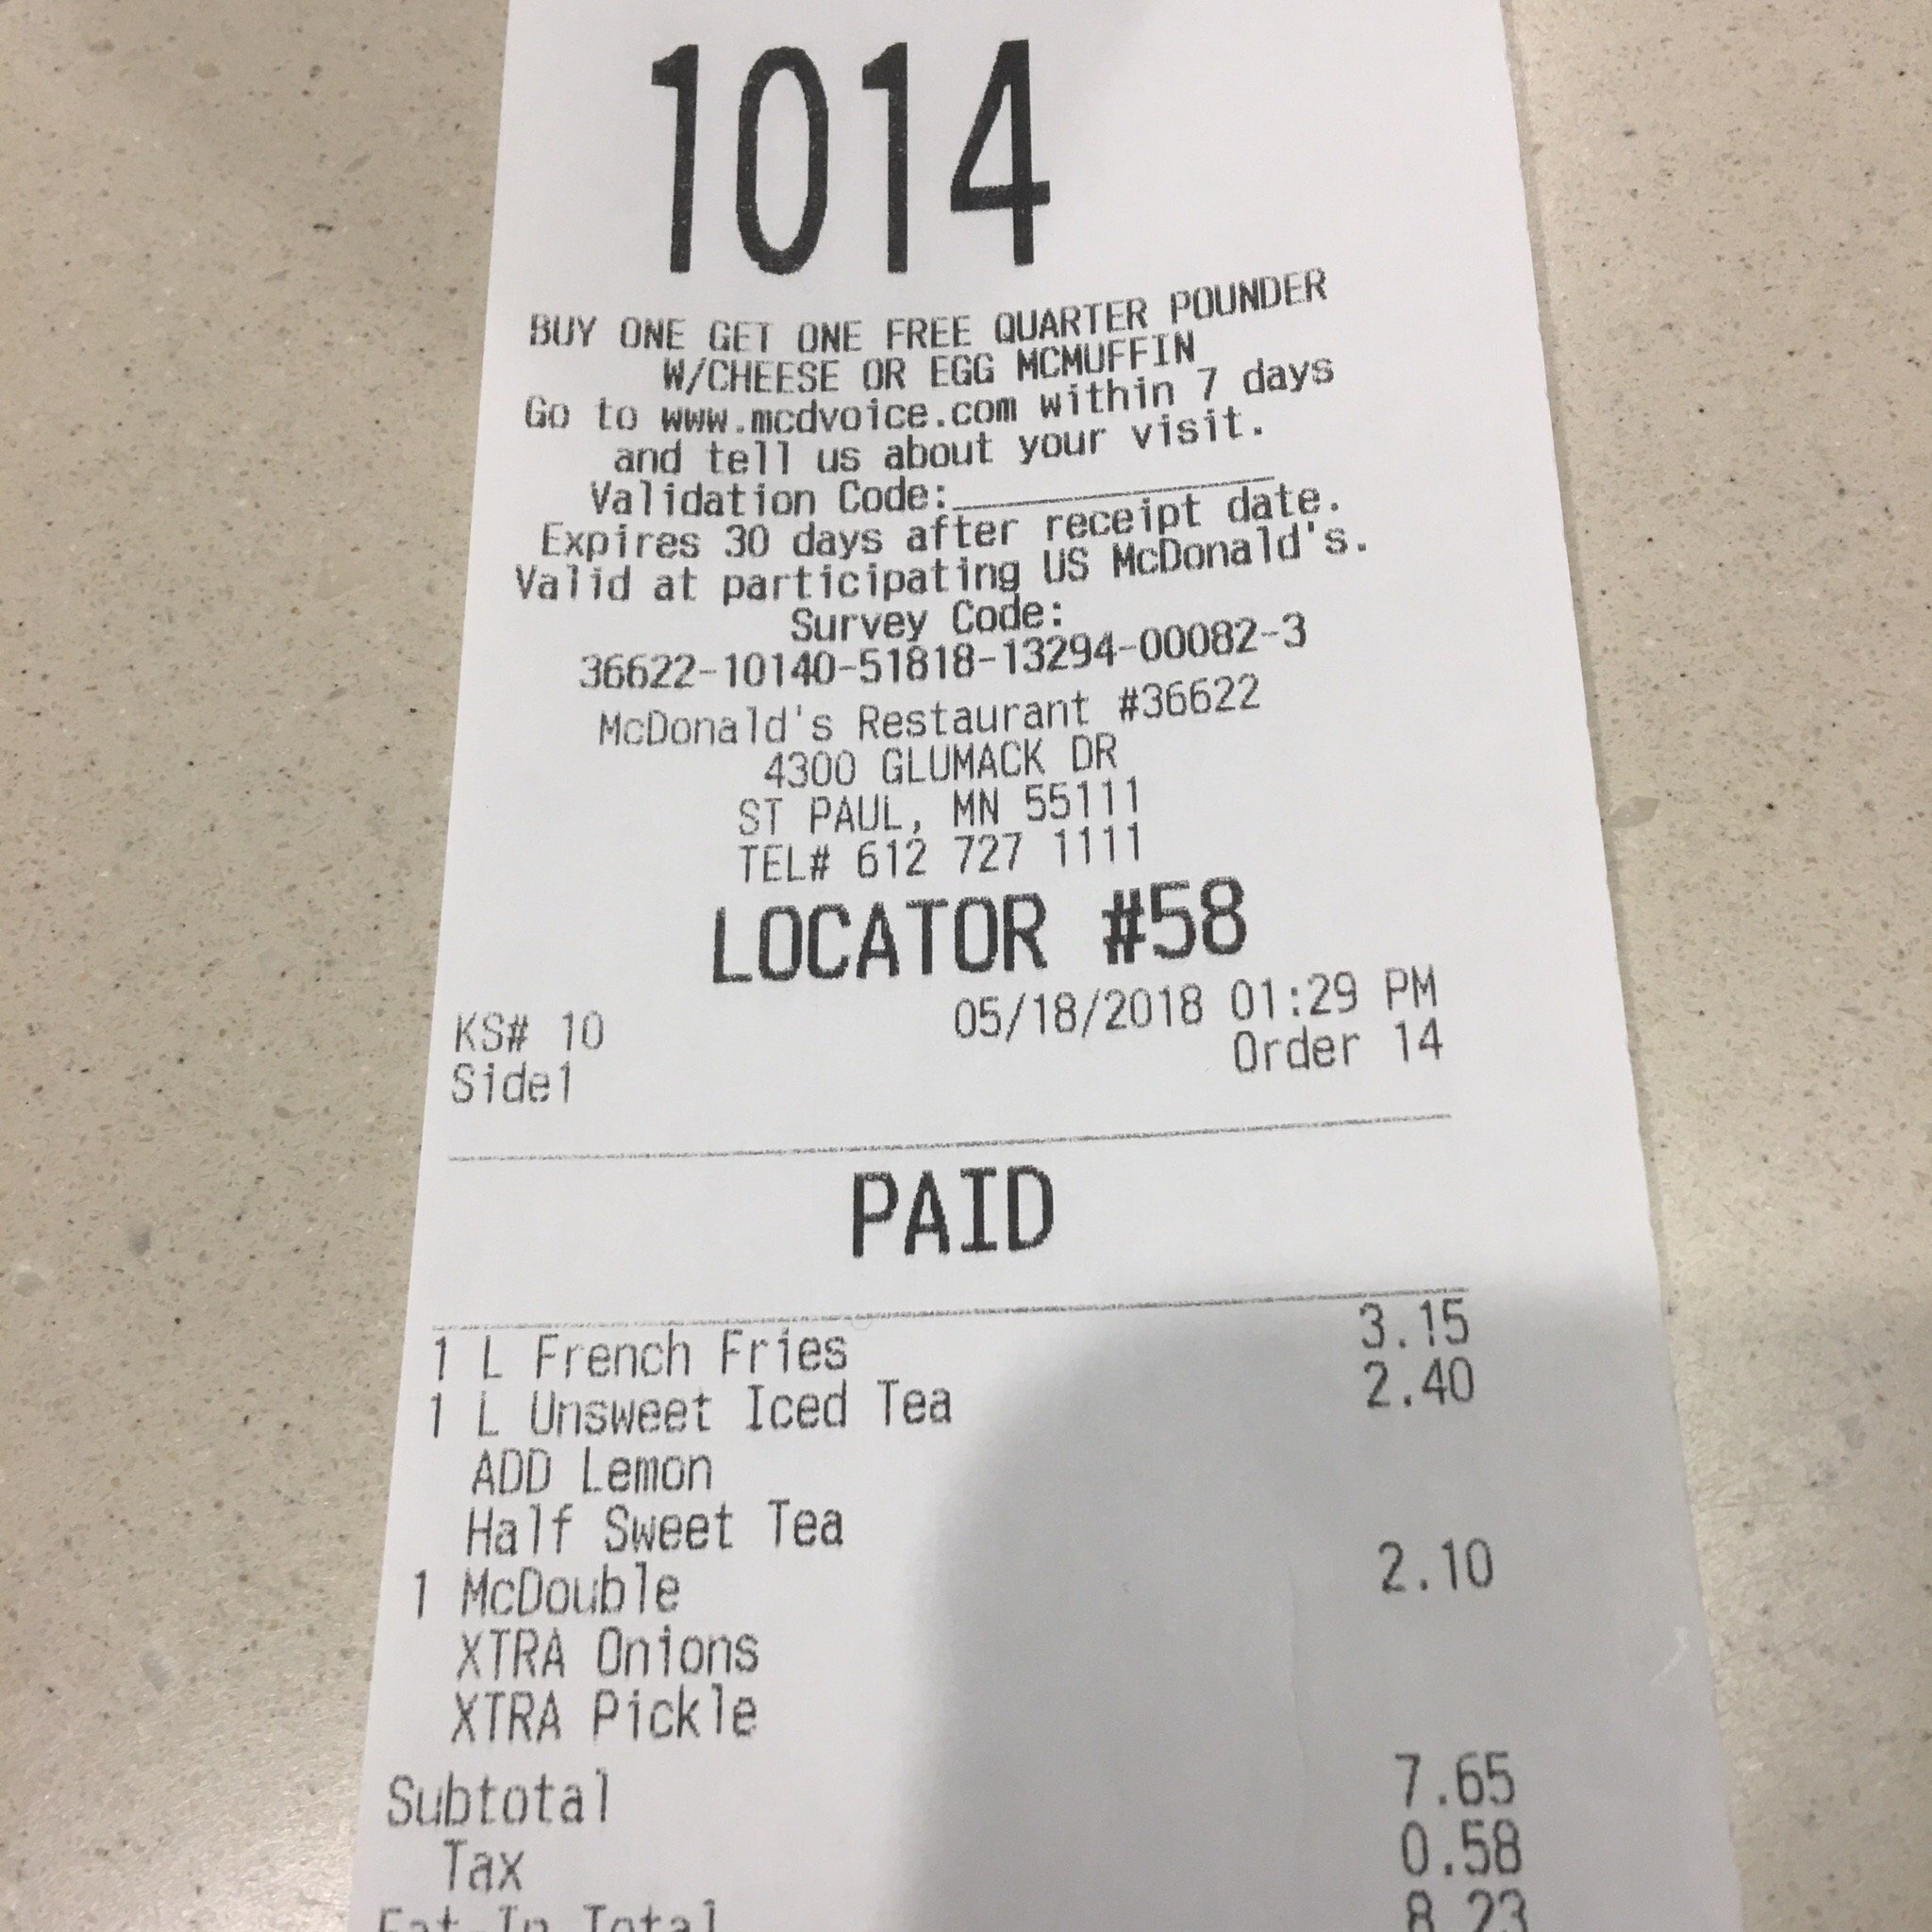 1014
BUY ONE GET ONE FREE QUARTER POUNDER
W/CHEESE OR EGG MCMUFFIN
Go to www.mcdvoice.com within 7 days
and tell us about your visit.
Validation Code:______________
Expires 30 days after receipt date.
Valid at participating US McDonald's.
Survey Code:
36622-10140-51818-13294-00082-3
McDonald's Restaurant #36622
4300 GLUMACK DR
ST PAUL, MN 55111
TEL# 612 727 1111
LOCATOR #58
KS# 10 05/18/2018 01:29 PM
Side1 Order 14
PAID
1 L French Fries 3.15
1 L Unsweet Iced Tea 2.40
ADD Lemon
Half Sweet Tea
1 McDouble 2.10
XTRA Onions
XTRA Pickle
Subtotal 7.65
Tax 0.58
Eat-In Total 8.23